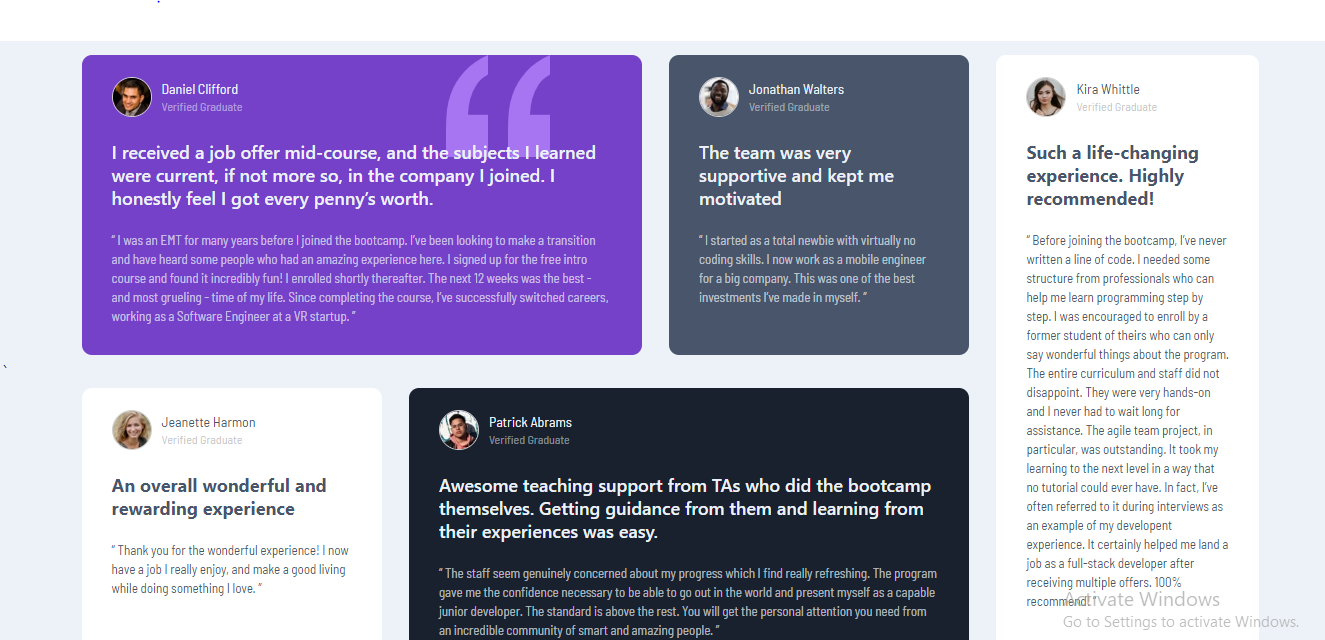 Daniel Clifford
Verified Graduate
I received a job offer mid-course, and the subjects I learned
were current, if not more so, in the company I joined. I
honestly feel I got every penny’s worth.
“ I was an EMT for many years before I joined the bootcamp. I’ve been looking to make a transition
and have heard some people who had an amazing experience here. I signed up for the free intro
course and found it incredibly fun! I enrolled shortly thereafter. The next 12 weeks was the best -
and most grueling - time of my life. Since completing the course, I’ve successfully switched careers,
working as a Software Engineer at a VR startup. ”
Jonathan Walters
Verified Graduate
The team was very
supportive and kept me
motivated
“ I started as a total newbie with virtually no
coding skills. I now work as a mobile engineer
for a big company. This was one of the best
investments I’ve made in myself. ”
Kira Whittle
Verified Graduate
Such a life-changing
experience. Highly
recommended!
“ Before joining the bootcamp, I’ve never
written a line of code. I needed some
structure from professionals who can
help me learn programming step by
step. I was encouraged to enroll by a
former student of theirs who can only
say wonderful things about the program.
The entire curriculum and staff did not
disappoint. They were very hands-on
and I never had to wait long for
assistance. The agile team project, in
particular, was outstanding. It took my
learning to the next level in a way that
no tutorial could ever have. In fact, I’ve
often referred to it during interviews as
an example of my developent
experience. It certainly helped me land a
job as a full-stack developer after
receiving multiple offers. 100%
recommend! ”
Jeanette Harmon
Verified Graduate
An overall wonderful and
rewarding experience
“ Thank you for the wonderful experience! I now
have a job I really enjoy, and make a good living
while doing something I love. ”
Patrick Abrams
Verified Graduate
Awesome teaching support from TAs who did the bootcamp
themselves. Getting guidance from them and learning from
their experiences was easy.
“ The staff seem genuinely concerned about my progress which I find really refreshing. The program
gave me the confidence necessary to be able to go out in the world and present myself as a capable
junior developer. The standard is above the rest. You will get the personal attention you need from
an incredible community of smart and amazing people. ”
Activate Windows
Go to Settings to activate Windows.